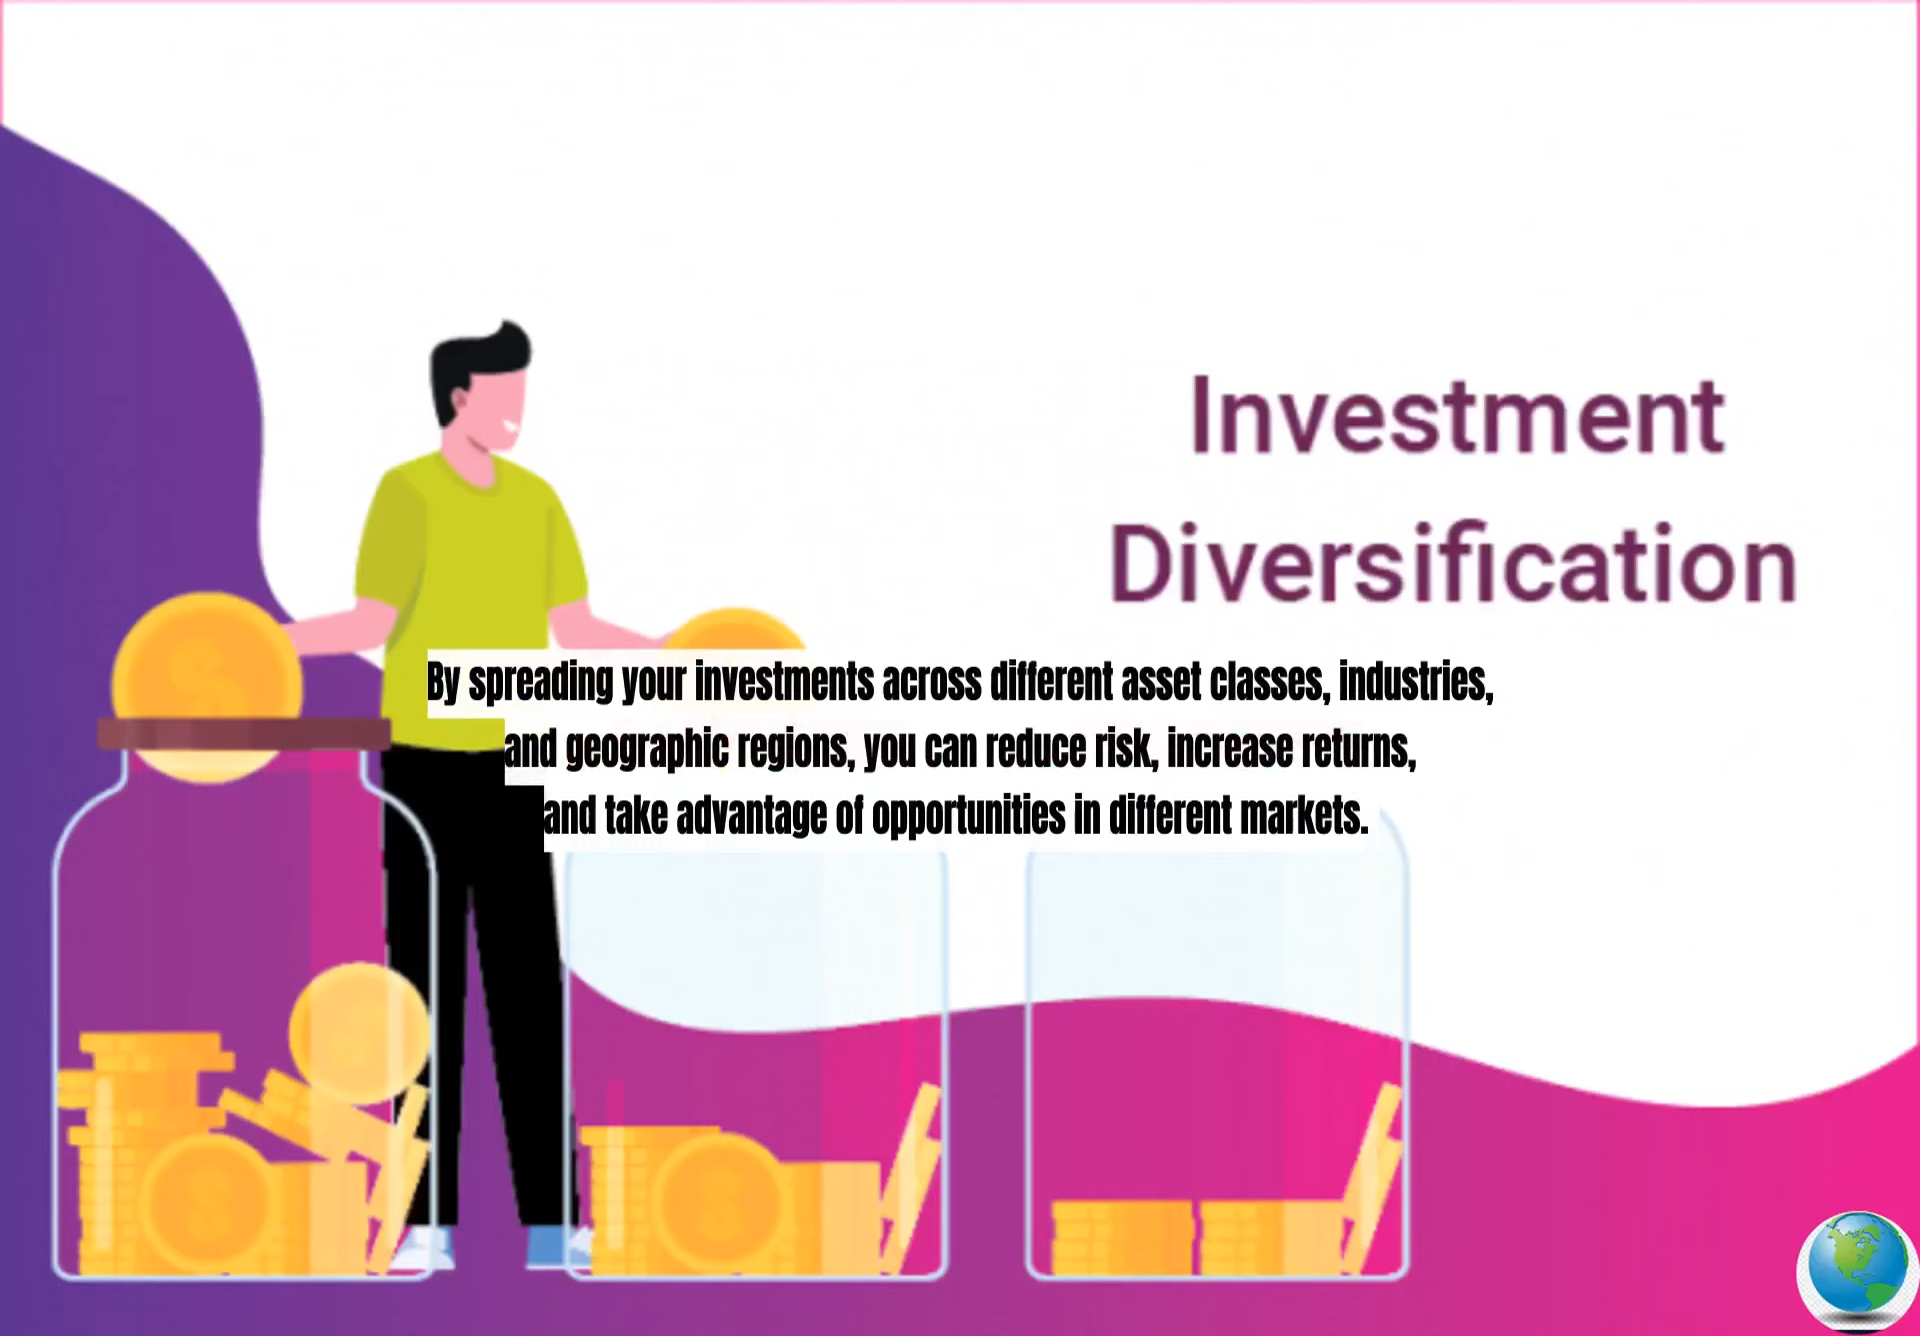 Investment
Diversification
By spreading your investments across different asset classes, industries,
and geographic regions, you can reduce risk, increase returns,
and take advantage of opportunities in different markets.